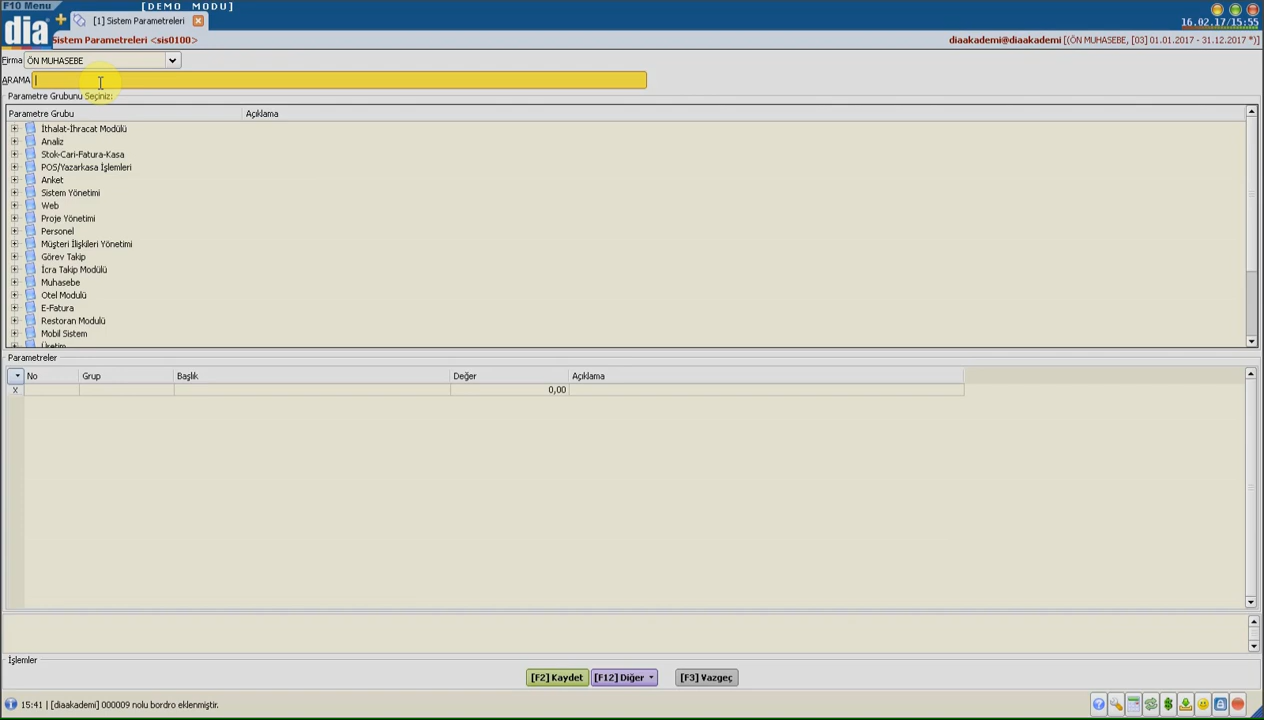 F10 Menu
[DEMO MODU]
dia
[1] Sistem Parametreleri
16.02.17/15:55
Sistem Parametreleri <sis0100>
diaakademi@diaakademi [(ÖN MUHASEBE, [03] 01.01.2017 - 31.12.2017 *)]
Firma ÖN MUHASEBE
ARAMA
Parametre Grubunu Seçiniz:
Parametre Grubu Açıklama
İthalat-İhracat Modülü
Analiz
Stok-Cari-Fatura-Kasa
POS/Yazarkasa İşlemleri
Anket
Sistem Yönetimi
Web
Proje Yönetimi
Personel
Müşteri İlişkileri Yönetimi
Görev Takip
İcra Takip Modülü
Muhasebe
Otel Modulü
E-Fatura
Restoran Modulü
Mobil Sistem
Üretim
Parametreler
No Grup Başlık Değer Açıklama
X 0,00
İşlemler
[F2] Kaydet [F12] Diğer [F3] Vazgeç
15:41 | [diaakademi] 000009 nolu bordro eklenmiştir.